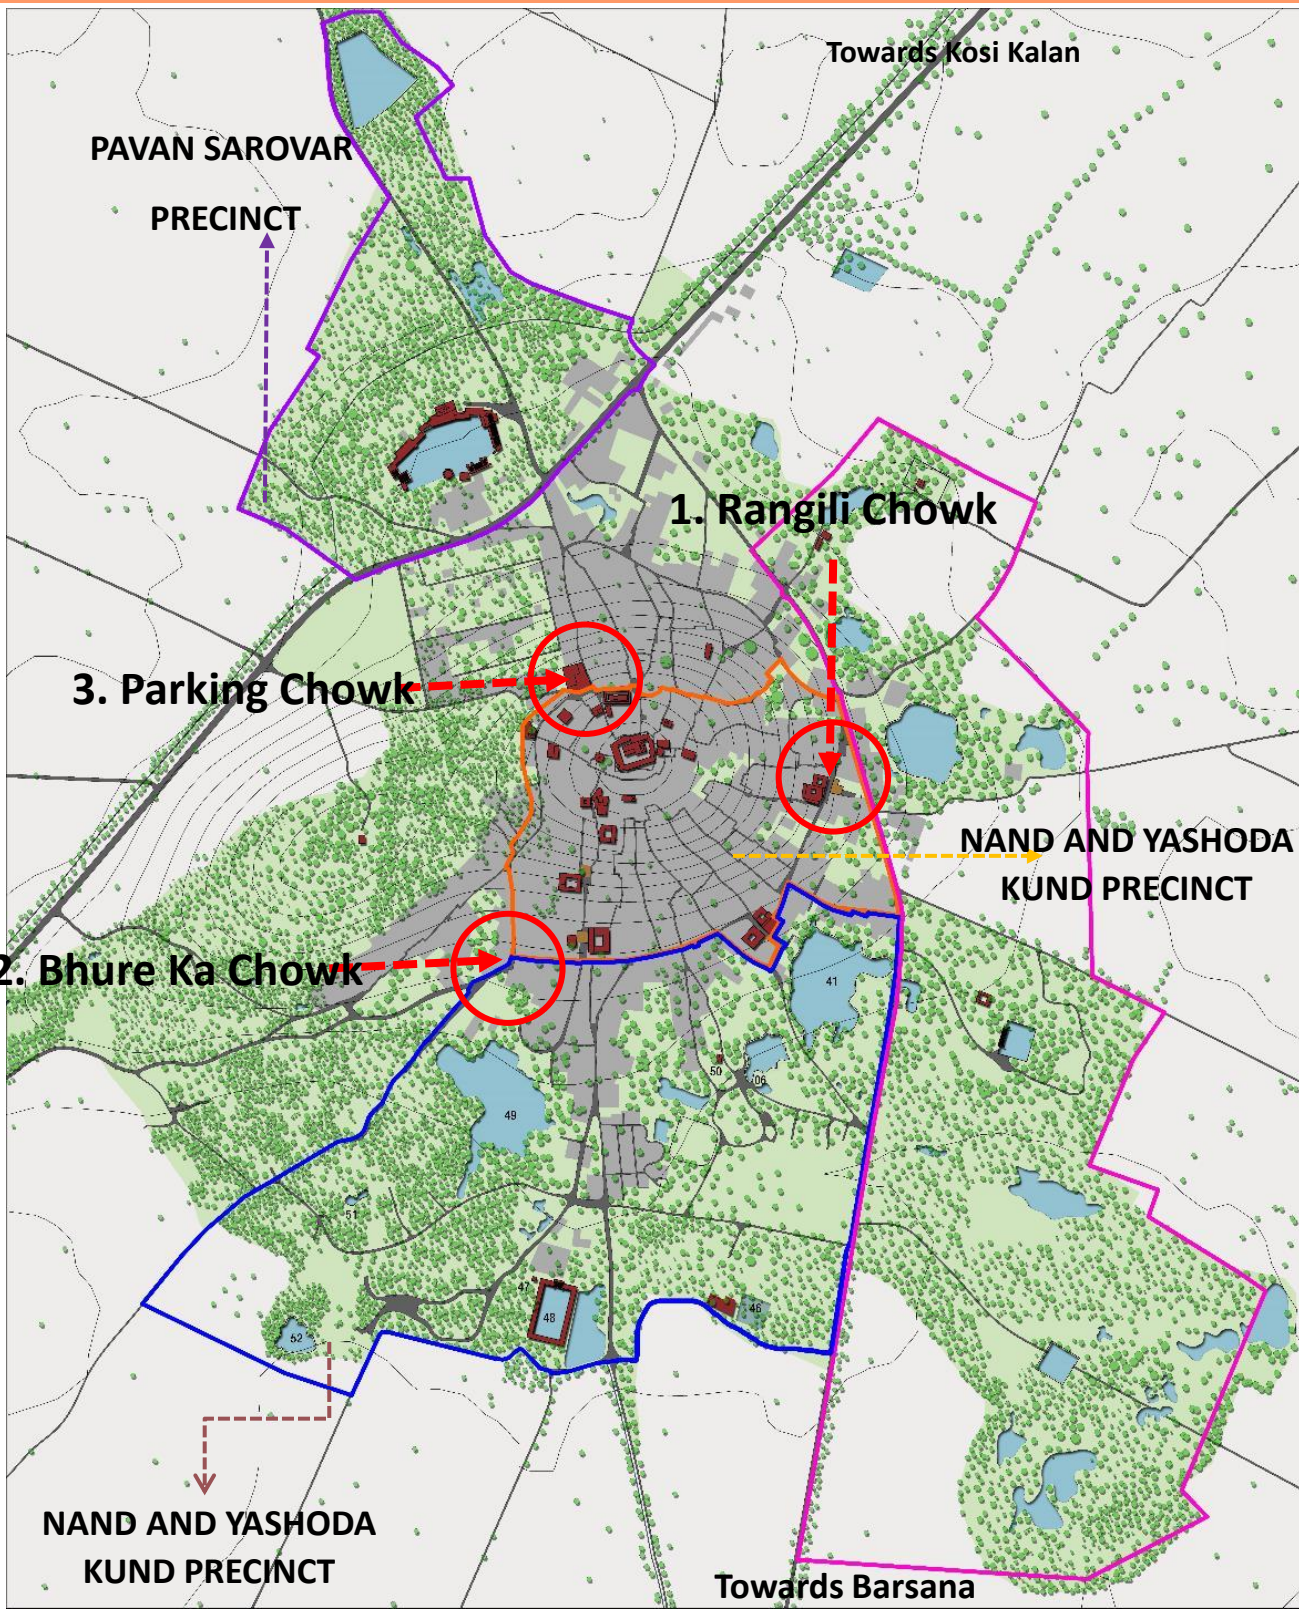 Towards Kosi Kalan
PAVAN SAROVAR
PRECINCT
1. Rangili Chowk
3. Parking Chowk
NAND AND YASHODA
KUND PRECINCT
2. Bhure Ka Chowk
41
50
06
49
51
47
48
46
52
NAND AND YASHODA
KUND PRECINCT
Towards Barsana